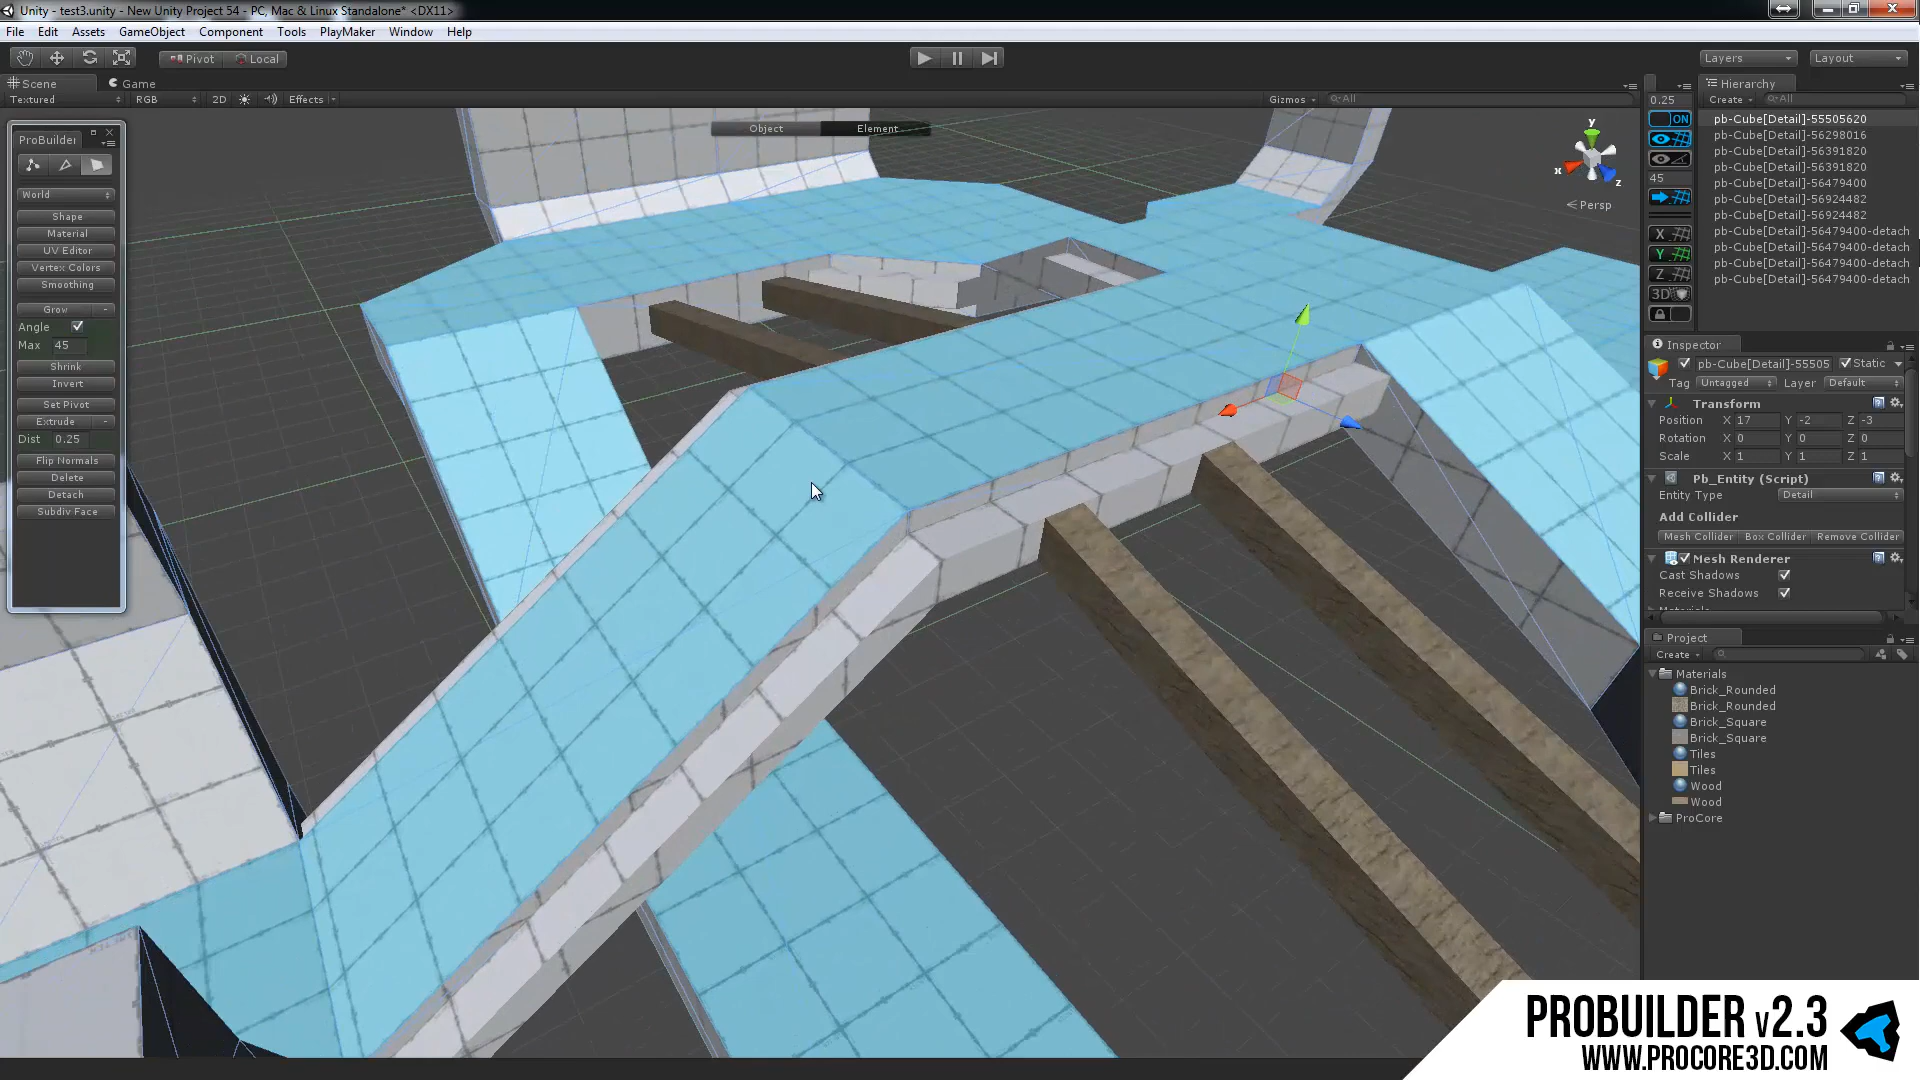 Unity - test3.unity - New Unity Project 54 - PC, Mac & Linux Standalone* <DX11>
File Edit Assets GameObject Component Tools PlayMaker Window Help
Pivot Local
Layers Layout
Scene Game
Textured RGB 2D Effects Gizmos All
Object Element
ProBuilder
World
Shape
Material
UV Editor
Vertex Colors
Smoothing
Grow -
Angle
Max 45
Shrink
Invert
Set Pivot
Extrude -
Dist 0.25
Flip Normals
Delete
Detach
Subdiv Face
y
x
z
Persp
0.25
ON
45
X
Y
Z
3D
Hierarchy
Create All
pb-Cube[Detail]-55505620
pb-Cube[Detail]-56298016
pb-Cube[Detail]-56391820
pb-Cube[Detail]-56391820
pb-Cube[Detail]-56479400
pb-Cube[Detail]-56924482
pb-Cube[Detail]-56924482
pb-Cube[Detail]-56479400-detach
pb-Cube[Detail]-56479400-detach
pb-Cube[Detail]-56479400-detach
pb-Cube[Detail]-56479400-detach
Inspector
pb-Cube[Detail]-55505 Static
Tag Untagged Layer Default
Transform
Position X 17 Y -2 Z -3
Rotation X 0 Y 0 Z 0
Scale X 1 Y 1 Z 1
Pb_Entity (Script)
Entity Type Detail
Add Collider
Mesh Collider Box Collider Remove Collider
Mesh Renderer
Cast Shadows
Receive Shadows
Project
Create
Materials
Brick_Rounded
Brick_Rounded
Brick_Square
Brick_Square
Tiles
Tiles
Wood
Wood
ProCore
PROBUILDER v2.3
WWW.PROCORE3D.COM